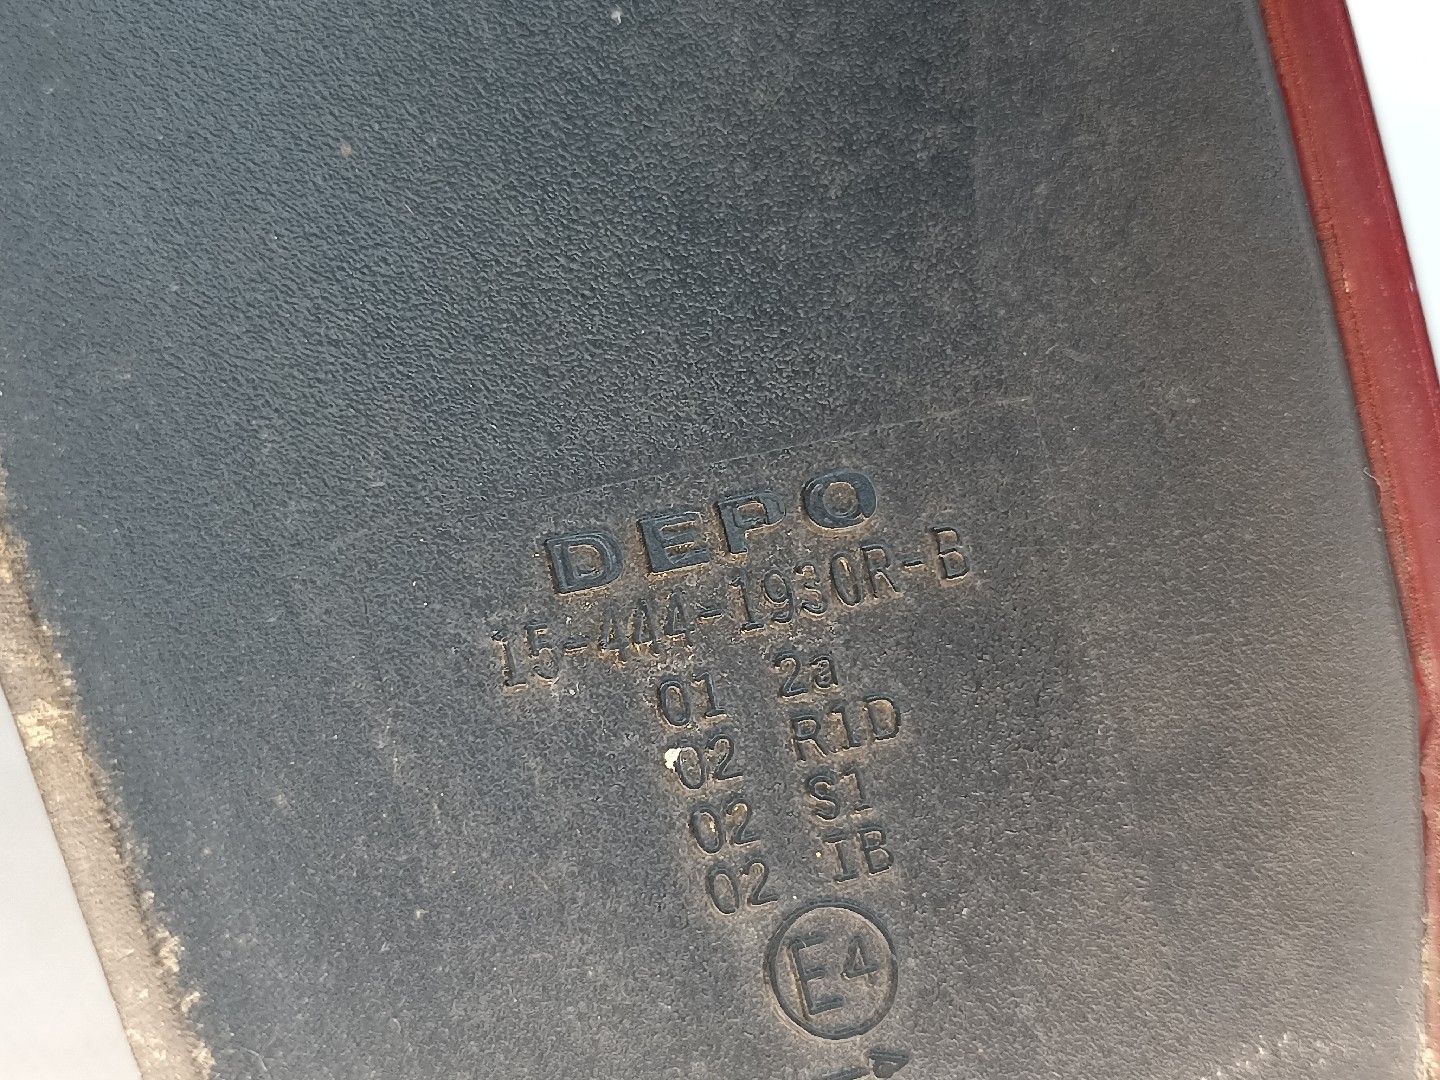 DEPO
15-444-1930R-B
01 2a
02 R1D
02 S1
02 IB
E4